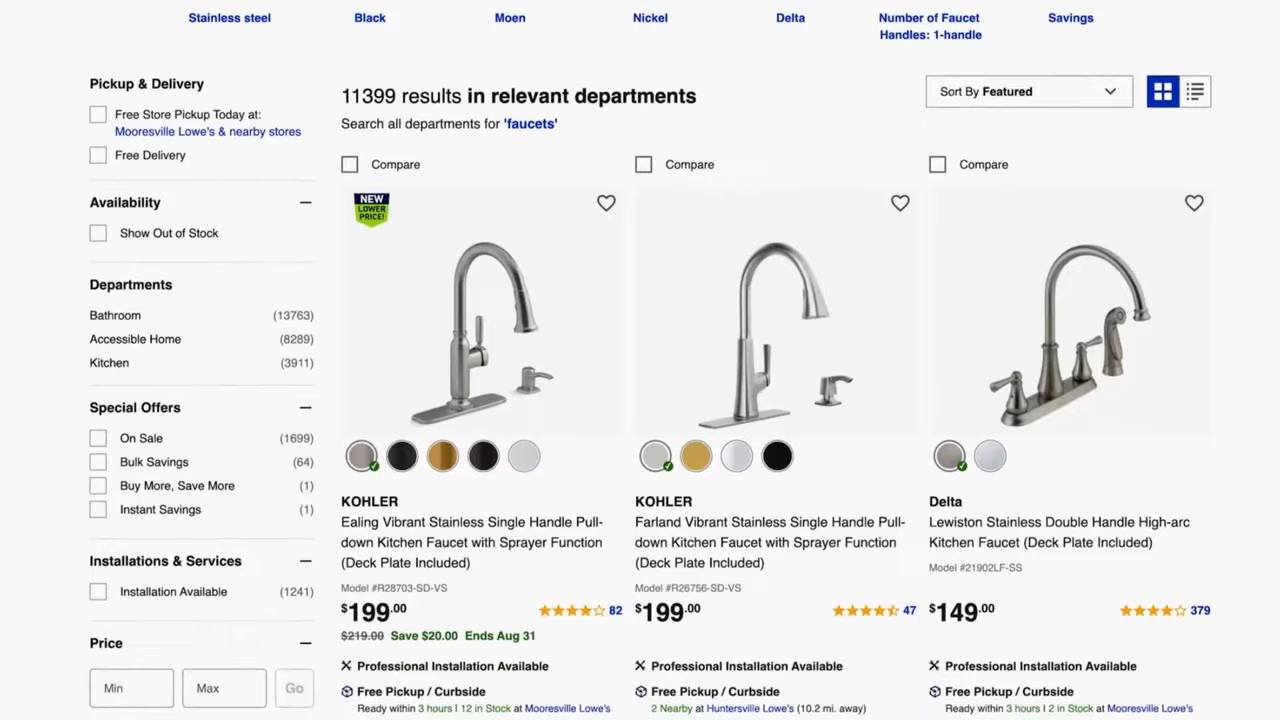 Stainless steel
Black
Moen
Nickel
Delta
Number of Faucet
Handles: 1-handle
Savings
Pickup & Delivery
Free Store Pickup Today at:
Mooresville Lowe's & nearby stores
Free Delivery
Availability
Show Out of Stock
Departments
Bathroom (13763)
Accessible Home (8289)
Kitchen (3911)
Special Offers
On Sale (1699)
Bulk Savings (64)
Buy More, Save More (1)
Instant Savings (1)
Installations & Services
Installation Available (1241)
Price
Min
Max
Go
11399 results in relevant departments
Search all departments for 'faucets'
Sort By Featured
Compare
NEW
LOWER
PRICE!
KOHLER
Ealing Vibrant Stainless Single Handle Pull-
down Kitchen Faucet with Sprayer Function
(Deck Plate Included)
Model #R28703-SD-VS
$199.00
82
$219.00 Save $20.00 Ends Aug 31
Professional Installation Available
Free Pickup / Curbside
Ready within 3 hours | 12 in Stock at Mooresville Lowe's
Compare
KOHLER
Farland Vibrant Stainless Single Handle Pull-
down Kitchen Faucet with Sprayer Function
(Deck Plate Included)
Model #R26756-SD-VS
$199.00
47
Professional Installation Available
Free Pickup / Curbside
2 Nearby at Huntersville Lowe's (10.2 mi. away)
Compare
Delta
Lewiston Stainless Double Handle High-arc
Kitchen Faucet (Deck Plate Included)
Model #21902LF-SS
$149.00
379
Professional Installation Available
Free Pickup / Curbside
Ready within 3 hours | 2 in Stock at Mooresville Lowe's